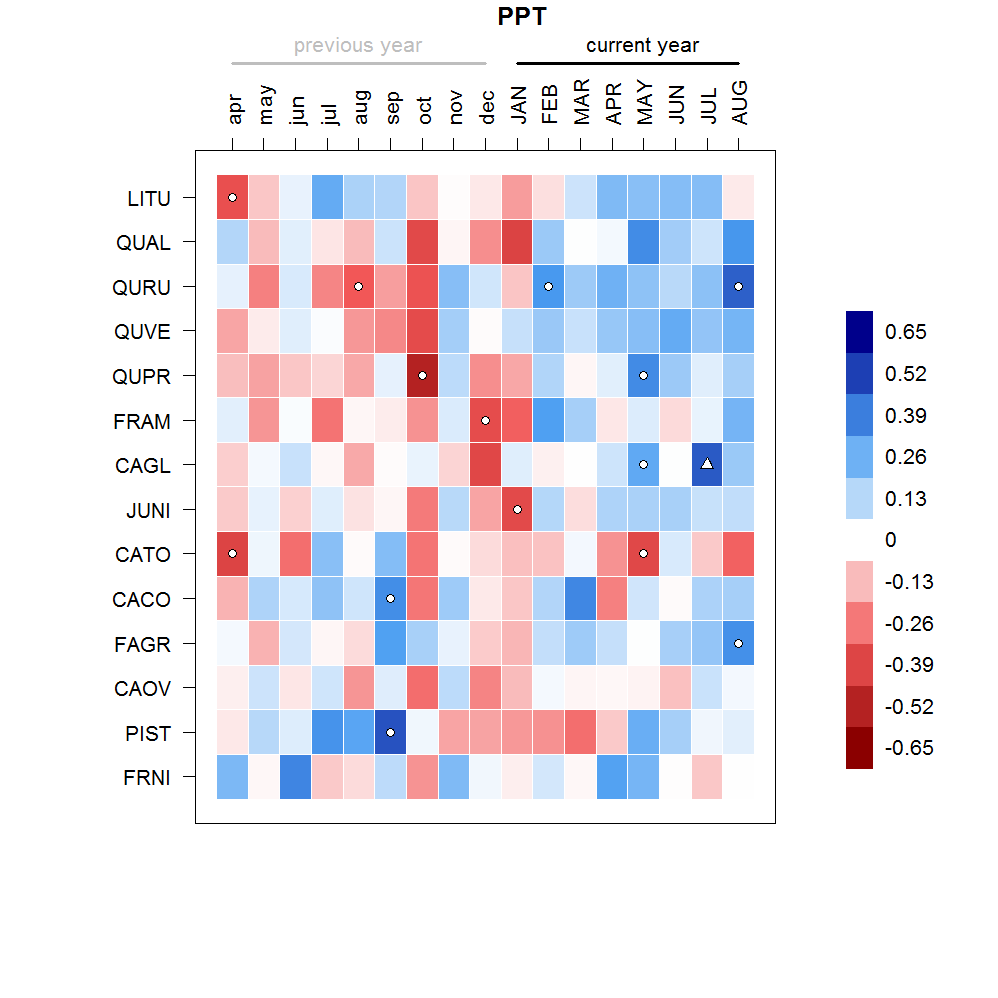 PPT
previous year current year
apr may jun jul aug sep oct nov dec JAN FEB MAR APR MAY JUN JUL AUG
LITU
QUAL
QURU
QUVE
QUPR
FRAM
CAGL
JUNI
CATO
CACO
FAGR
CAOV
PIST
FRNI
0.65
0.52
0.39
0.26
0.13
0
-0.13
-0.26
-0.39
-0.52
-0.65